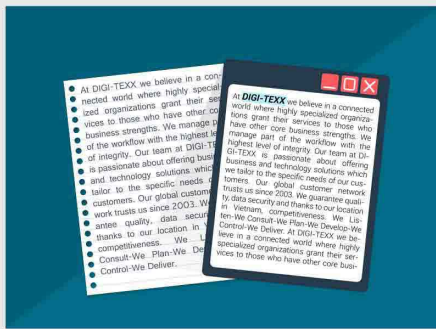 At DIGI-TEXX we believe in a con-
nected world where highly special-
ized organizations grant their ser-
vices to those who have other co
business strengths. We manage p
of the workflow with the highest le
of integrity. Our team at DIGI-TE
is passionate about offering busi
and technology solutions which
tailor to the specific needs o
customers. Our global custome
work trusts us since 2003. We
antee quality, data secur
thanks to our location in V
competitiveness. We L
Consult-We Plan-We De
Control-We Deliver.
At DIGI-TEXX we believe in a connected
world where highly specialized organiza-
tions grant their services to those who
have other core business strengths. We
manage part of the workflow with the
highest level of integrity. Our team at DI-
GI-TEXX is passionate about offering
business and technology solutions which
we tailor to the specific needs of our cus-
tomers. Our global customer network
trusts us since 2003. We guarantee quali-
ty, data security and thanks to our location
in Vietnam, competitiveness. We Lis-
ten-We Consult-We Plan-We Develop-We
Control-We Deliver. At DIGI-TEXX we be-
lieve in a connected world where highly
specialized organizations grant their ser-
vices to those who have other core busi-